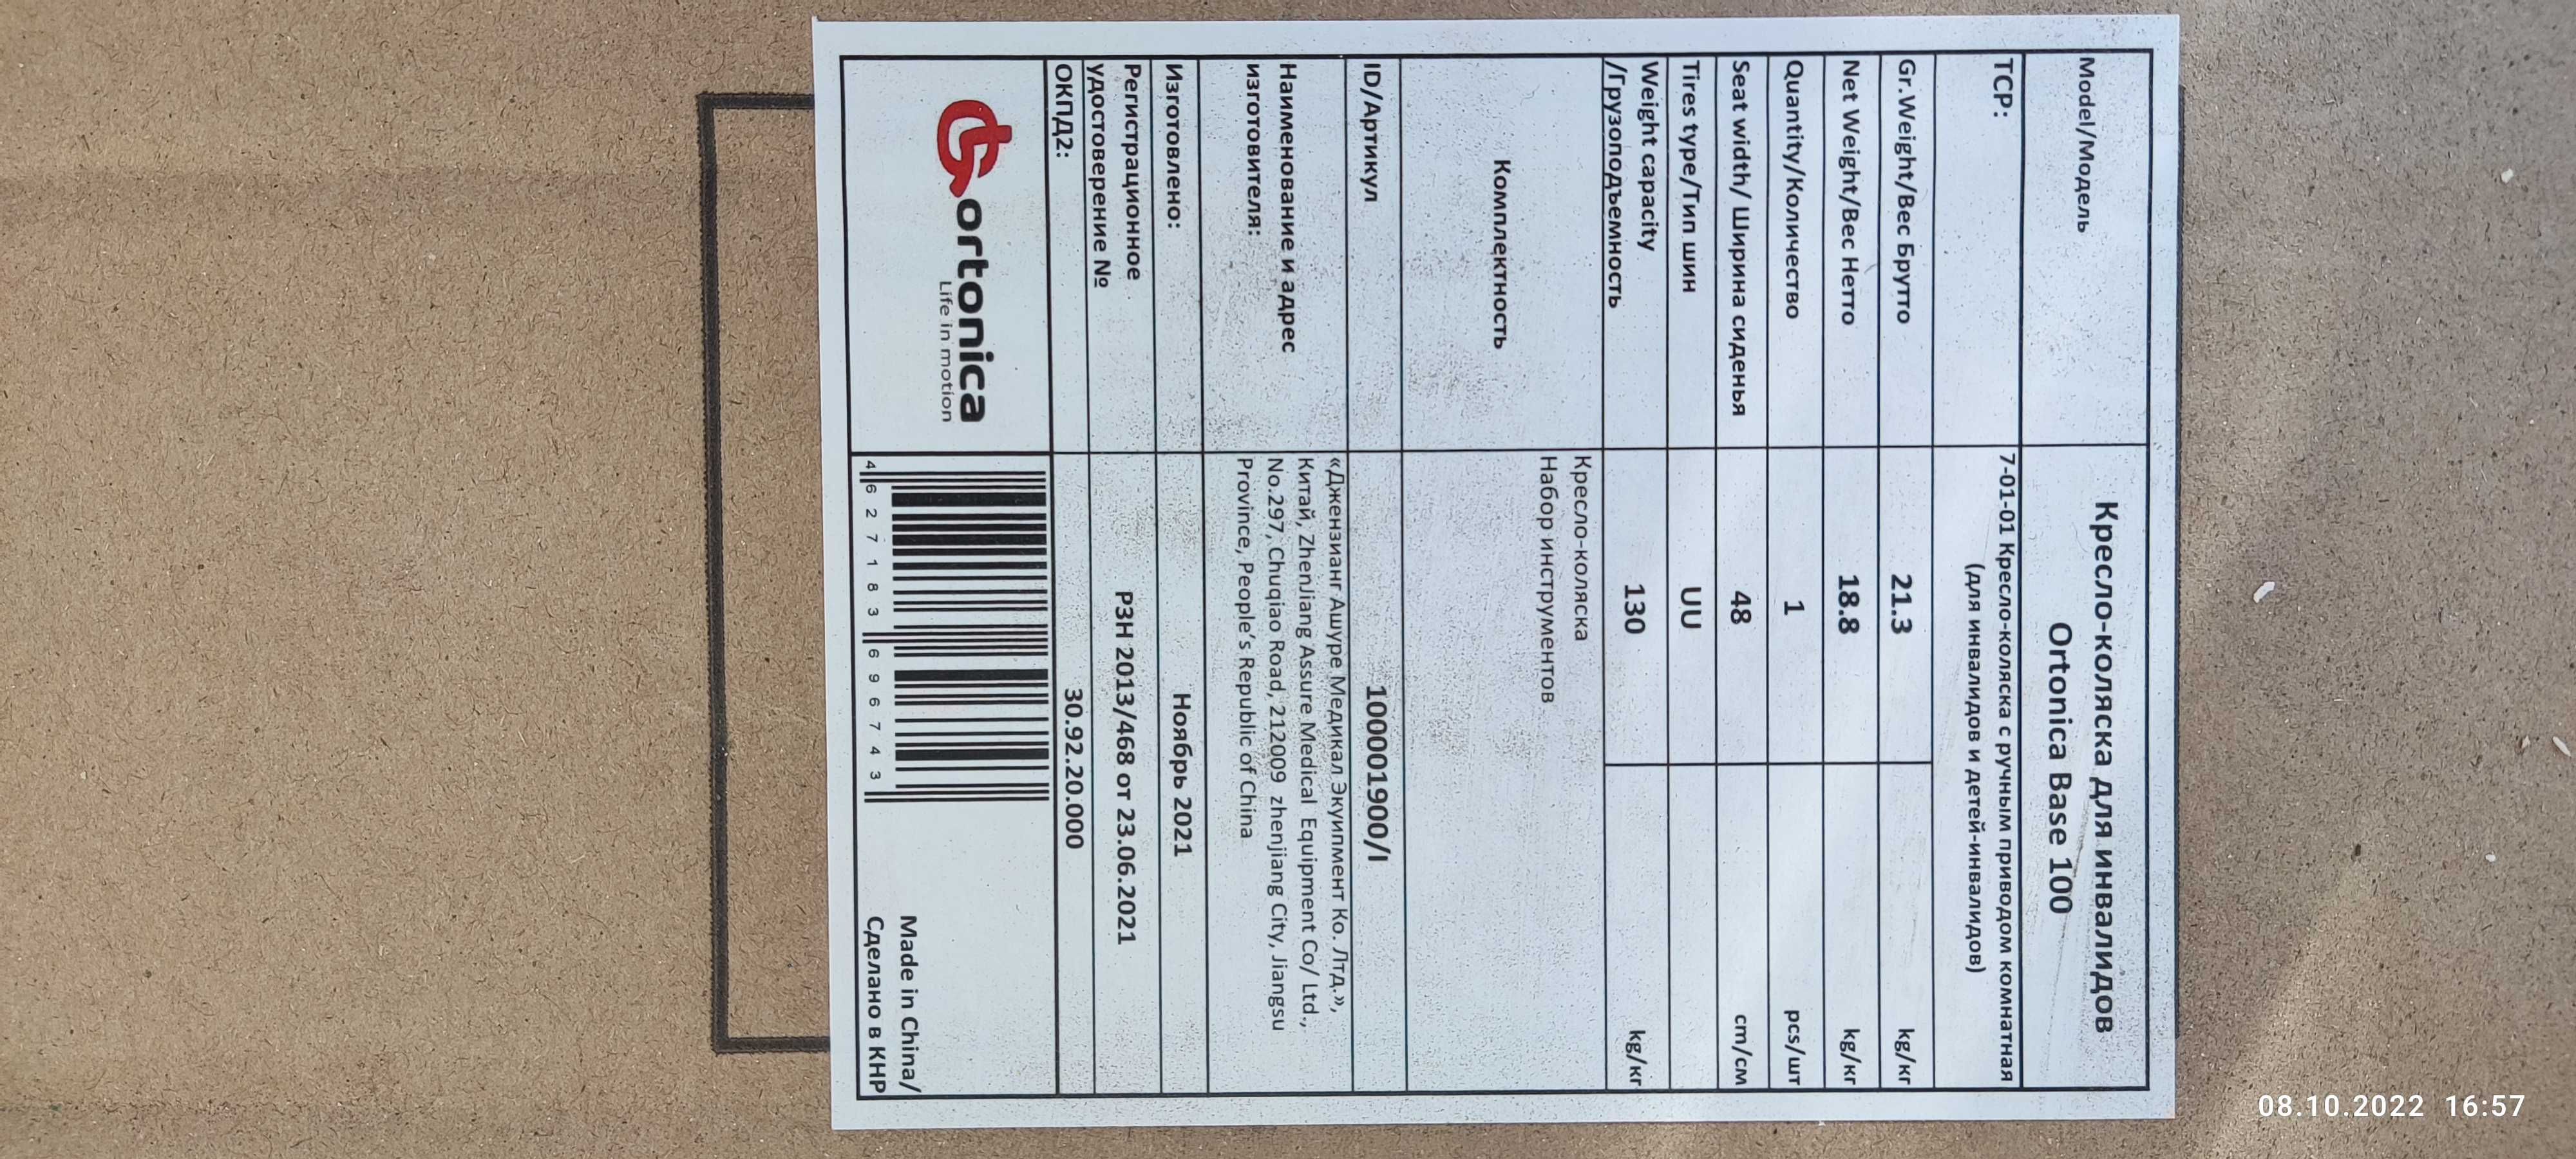 Model/Модель
Кресло-коляска для инвалидов
Ortonica Base 100
ТСР:
7-01-01 Кресло-коляска с ручным приводом комнатная
(для инвалидов и детей-инвалидов)
Gr.Weight/Вес Брутто 21.3 kg/кг
Net Weight/Вес Нетто 18.8 kg/кг
Quantity/Количество 1 pcs/шт
Seat width/ Ширина сиденья 48 cm/см
Tires type/Тип шин UU
Weight capacity
/Грузоподъемность
130 kg/кг
Комплектность
Кресло-коляска
Набор инструментов
ID/Артикул 100001900/I
Наименование и адрес
изготовителя:
«Джензианг Ашуре Медикал Экуипмент Ко. Лтд.»,
Китай, ZhenJiang Assure Medical Equipment Co/ Ltd.,
No.297, Chuqiao Road, 212009 zhenjiang City, Jiangsu
Province, People’s Republic of China
Изготовлено: Ноябрь 2021
Регистрационное
удостоверение №
РЗН 2013/468 от 23.06.2021
ОКПД2: 30.92.20.000
ortonica
Life in motion
4 627183 696743
Made in China/
Сделано в КНР
08.10.2022 16:57